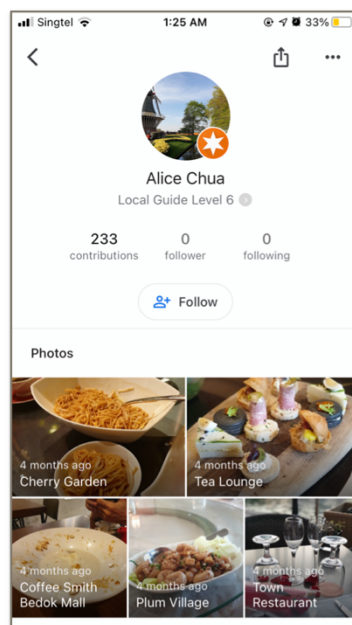 Singtel 1:25 AM 33%
Alice Chua
Local Guide Level 6
233 0 0
contributions follower following
Follow
Photos
4 months ago
Cherry Garden
4 months ago
Tea Lounge
4 months ago
Coffee Smith
Bedok Mall
4 months ago
Plum Village
4 months ago
Town
Restaurant